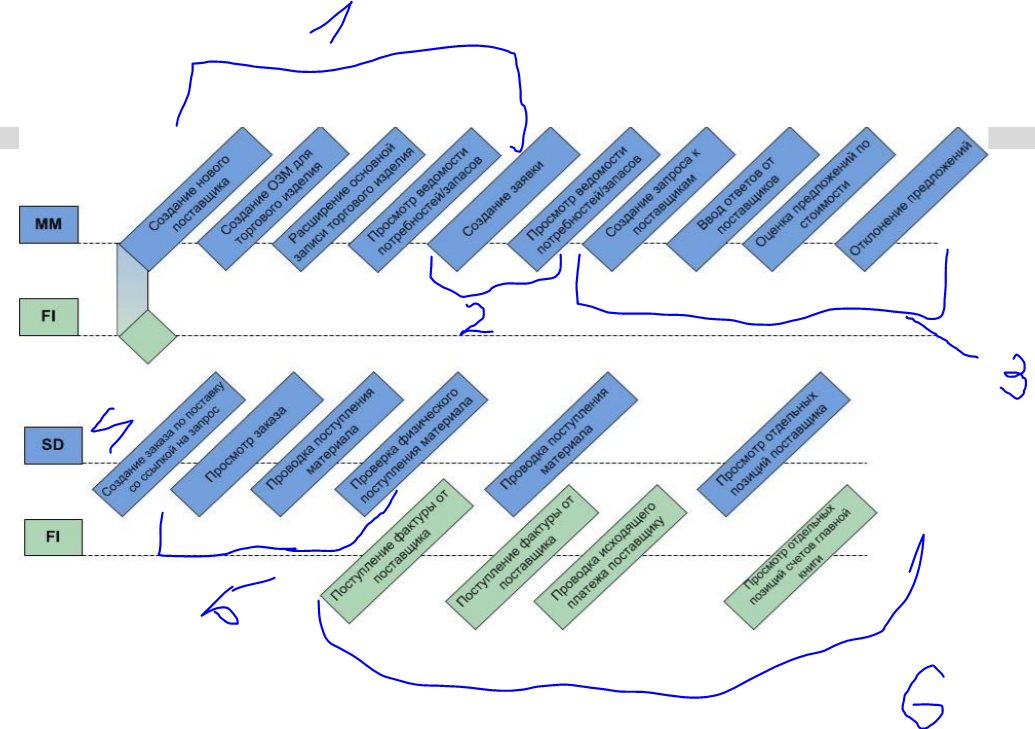 1
Создание нового
поставщика
Создание ОЗМ для
торгового изделия
Расширение основной
записи торгового изделия
Просмотр ведомости
потребностей/запасов
Создание заявки
Просмотр ведомости
потребностей/запасов
Создание запроса к
поставщикам
Ввод ответов от
поставщиков
Оценка предложений по
стоимости
Отклонение предложений
MM
FI
2
3
Создание заказа по поставку
со ссылкой на запрос
Просмотр заказа
Проводка поступления
материала
Проверка физического
поступления материала
Проводка поступления
материала
Просмотр отдельных
позиций поставщика
4
SD
FI
Поступление фактуры от
поставщика
Поступление фактуры от
поставщика
Проводка исходящего
платежа поставщику
Просмотр отдельных
позиций счетов главной
книги
5
6